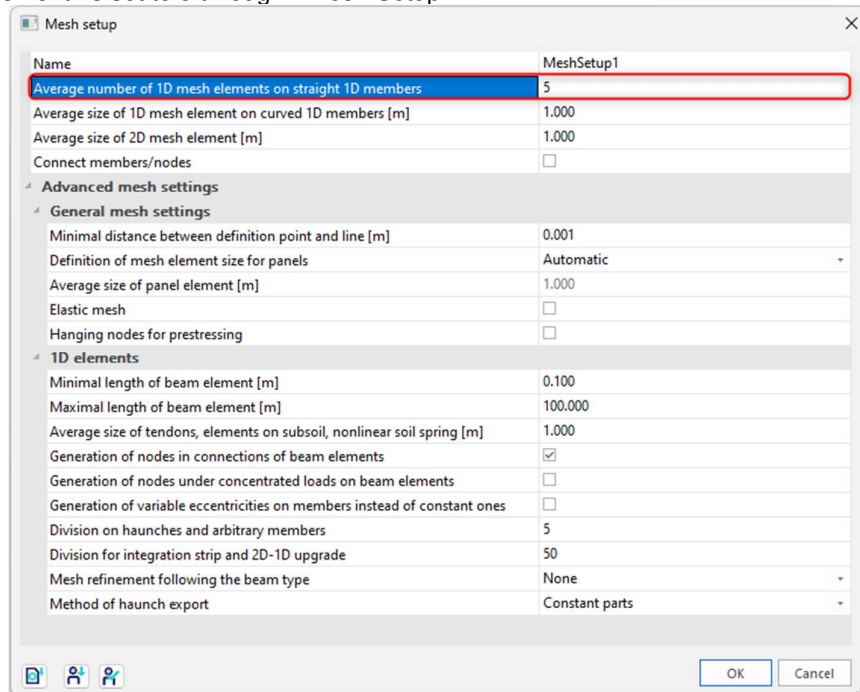 Mesh setup
Name MeshSetup1
Average number of 1D mesh elements on straight 1D members 5
Average size of 1D mesh element on curved 1D members [m] 1.000
Average size of 2D mesh element [m] 1.000
Connect members/nodes
Advanced mesh settings
General mesh settings
Minimal distance between definition point and line [m] 0.001
Definition of mesh element size for panels Automatic
Average size of panel element [m] 1.000
Elastic mesh
Hanging nodes for prestressing
1D elements
Minimal length of beam element [m] 0.100
Maximal length of beam element [m] 100.000
Average size of tendons, elements on subsoil, nonlinear soil spring [m] 1.000
Generation of nodes in connections of beam elements
Generation of nodes under concentrated loads on beam elements
Generation of variable eccentricities on members instead of constant ones
Division on haunches and arbitrary members 5
Division for integration strip and 2D-1D upgrade 50
Mesh refinement following the beam type None
Method of haunch export Constant parts
OK Cancel